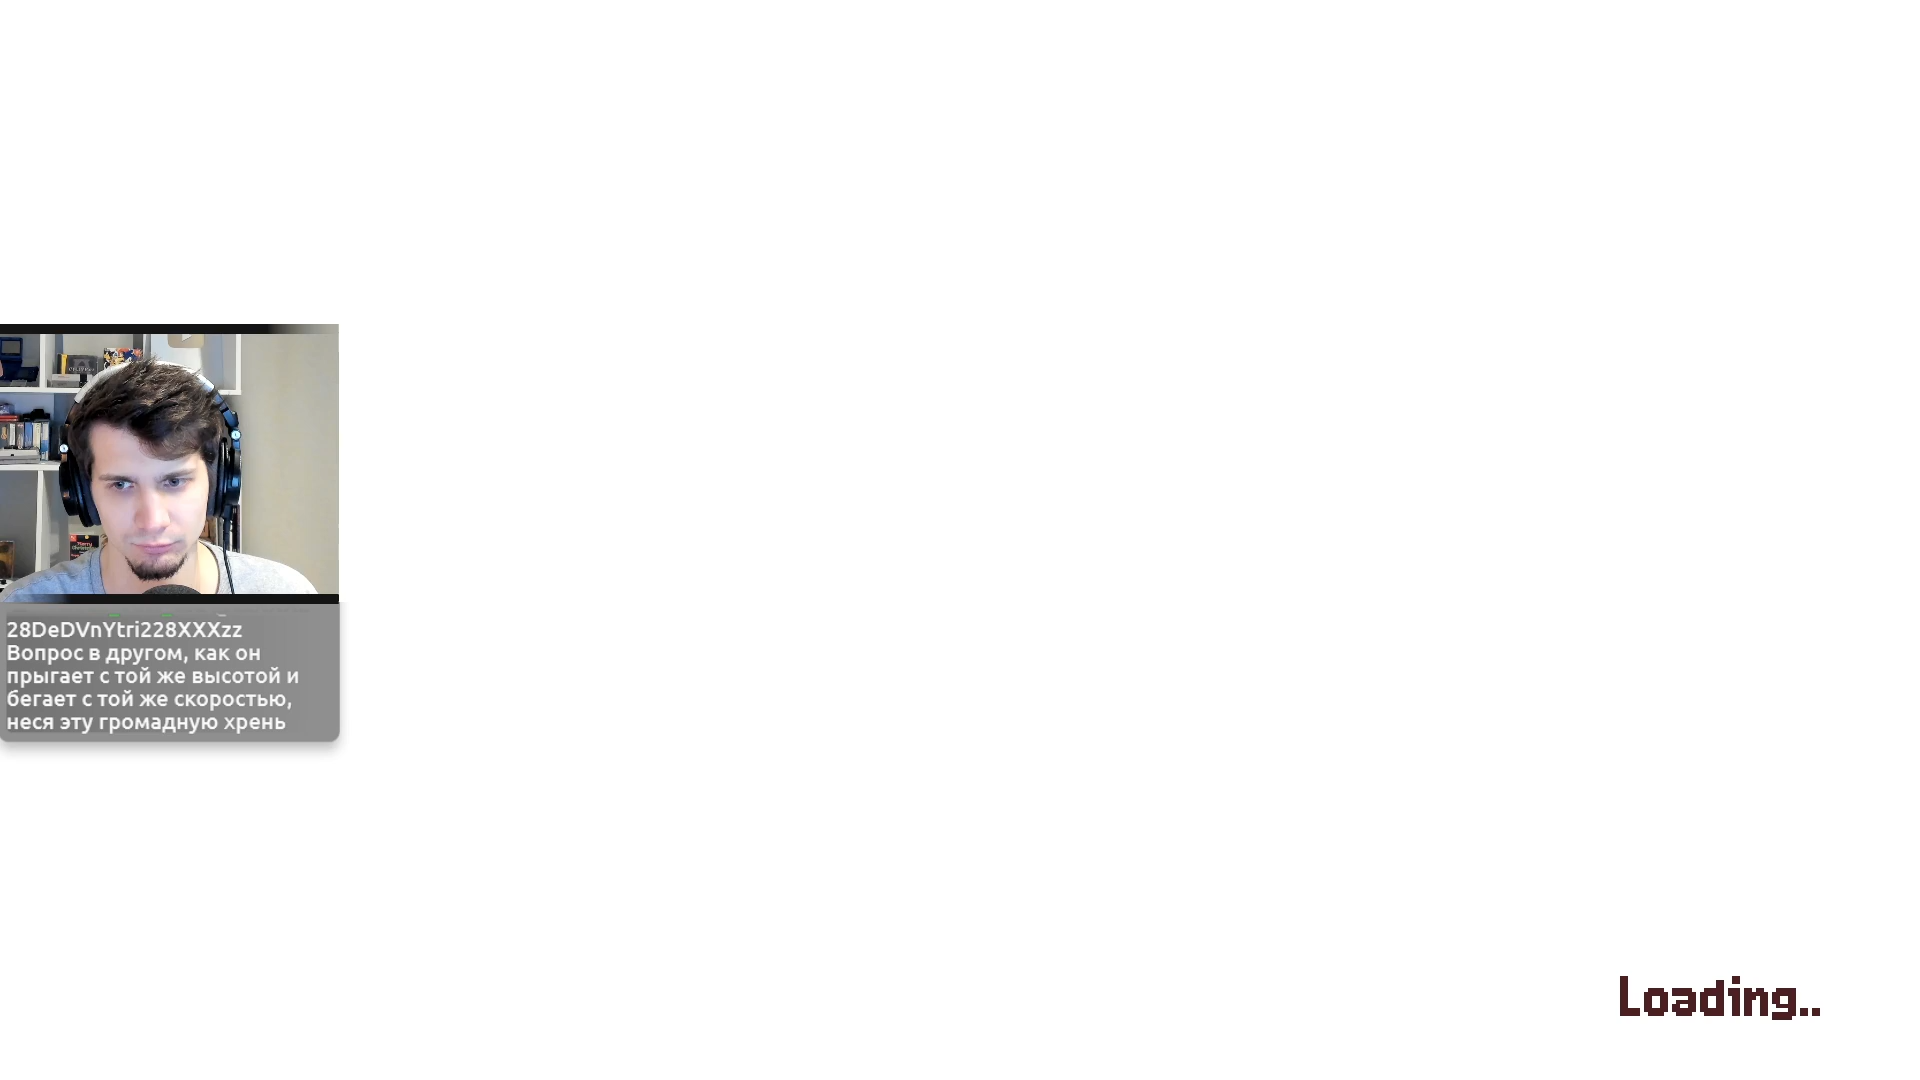 28DeDVnYtri228XXXzz
Вопрос в другом, как он
прыгает с той же высотой и
бегает с той же скоростью,
неся эту громадную хрень
Loading..